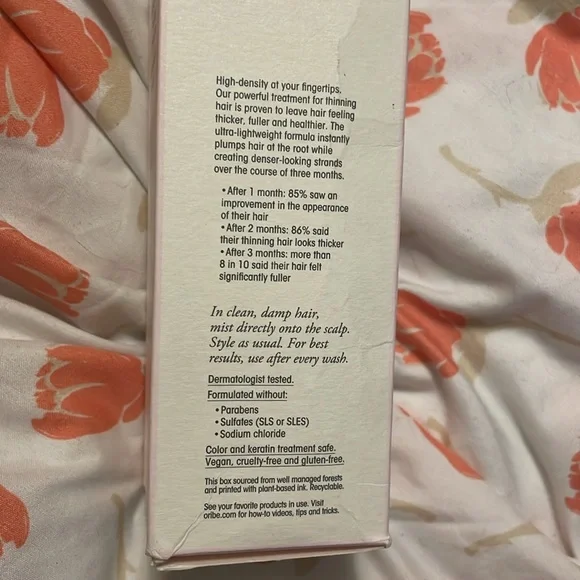 High-density at your fingertips.
Our powerful treatment for thinning
hair is proven to leave hair feeling
thicker, fuller and healthier. The
ultra-lightweight formula instantly
plumps hair at the root while
creating denser-looking strands
over the course of three months.
• After 1 month: 85% saw an
improvement in the appearance
of their hair
• After 2 months: 86% said
their thinning hair looks thicker
• After 3 months: more than
8 in 10 said their hair felt
significantly fuller
In clean, damp hair,
mist directly onto the scalp.
Style as usual. For best
results, use after every wash.
Dermatologist tested.
Formulated without:
• Parabens
• Sulfates (SLS or SLES)
• Sodium chloride
Color and keratin treatment safe.
Vegan, cruelty-free and gluten-free.
This box sourced from well managed forests
and printed with plant-based ink. Recyclable.
See your favorite products in use. Visit
oribe.com for how-to videos, tips and tricks.